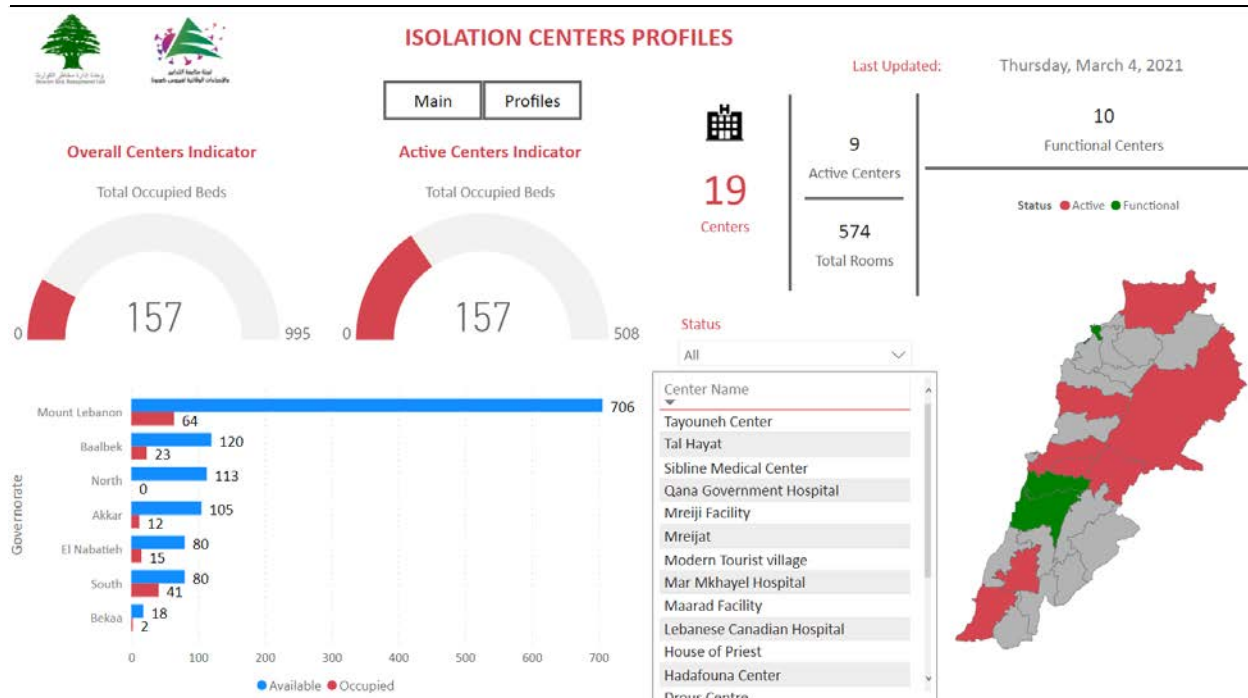 ISOLATION CENTERS PROFILES
Last Updated:
Thursday, March 4, 2021
Main
Profiles
Overall Centers Indicator
Total Occupied Beds
0
157
995
Active Centers Indicator
Total Occupied Beds
0
157
508
19
Centers
9
Active Centers
574
Total Rooms
10
Functional Centers
Status Active Functional
Governorate
Mount Lebanon
706
64
Baalbek
120
23
North
113
0
Akkar
105
12
El Nabatieh
80
15
South
80
41
Bekaa
18
2
0 100 200 300 400 500 600 700
Available Occupied
Status
All
Center Name
Tayouneh Center
Tal Hayat
Sibline Medical Center
Qana Government Hospital
Mreiji Facility
Mreijat
Modern Tourist village
Mar Mkhayel Hospital
Maarad Facility
Lebanese Canadian Hospital
House of Priest
Hadafouna Center